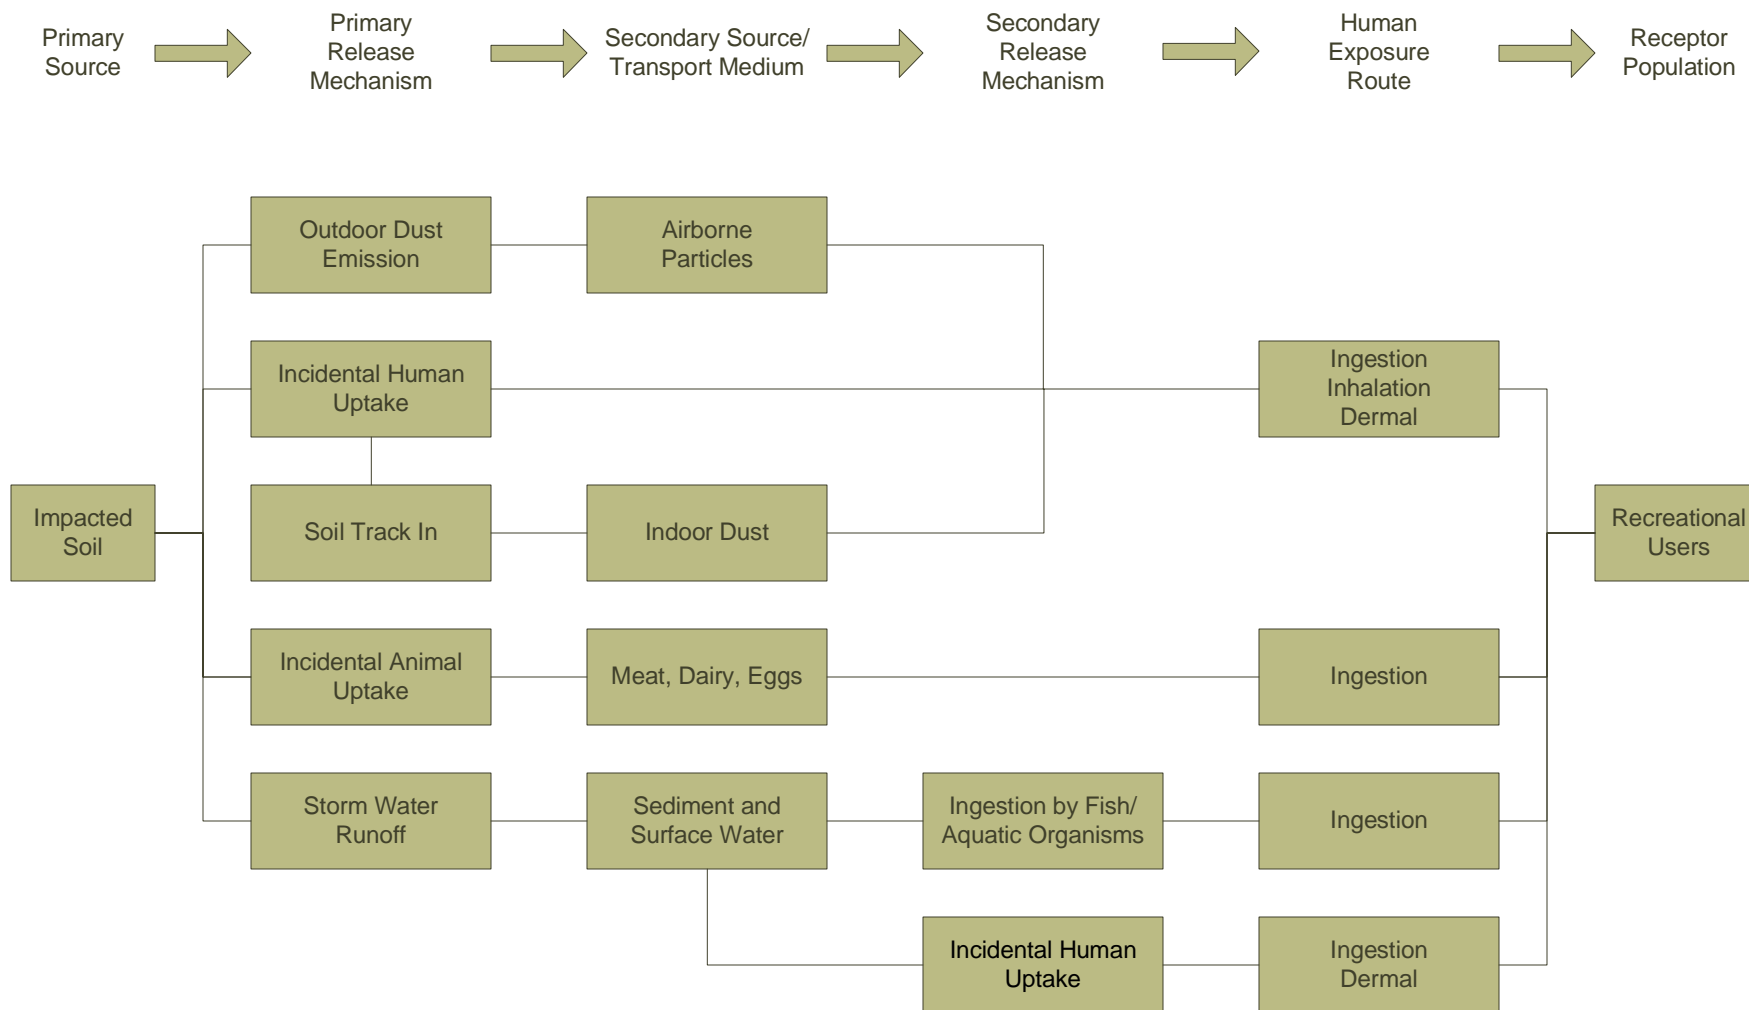 Primary
Source
Primary
Release
Mechanism
Secondary Source/
Transport Medium
Secondary
Release
Mechanism
Human
Exposure
Route
Receptor
Population
Outdoor Dust
Emission
Airborne
Particles
Incidental Human
Uptake
Ingestion
Inhalation
Dermal
Impacted
Soil
Soil Track In
Indoor Dust
Recreational
Users
Incidental Animal
Uptake
Meat, Dairy, Eggs
Ingestion
Storm Water
Runoff
Sediment and
Surface Water
Ingestion by Fish/
Aquatic Organisms
Ingestion
Incidental Human
Uptake
Ingestion
Dermal